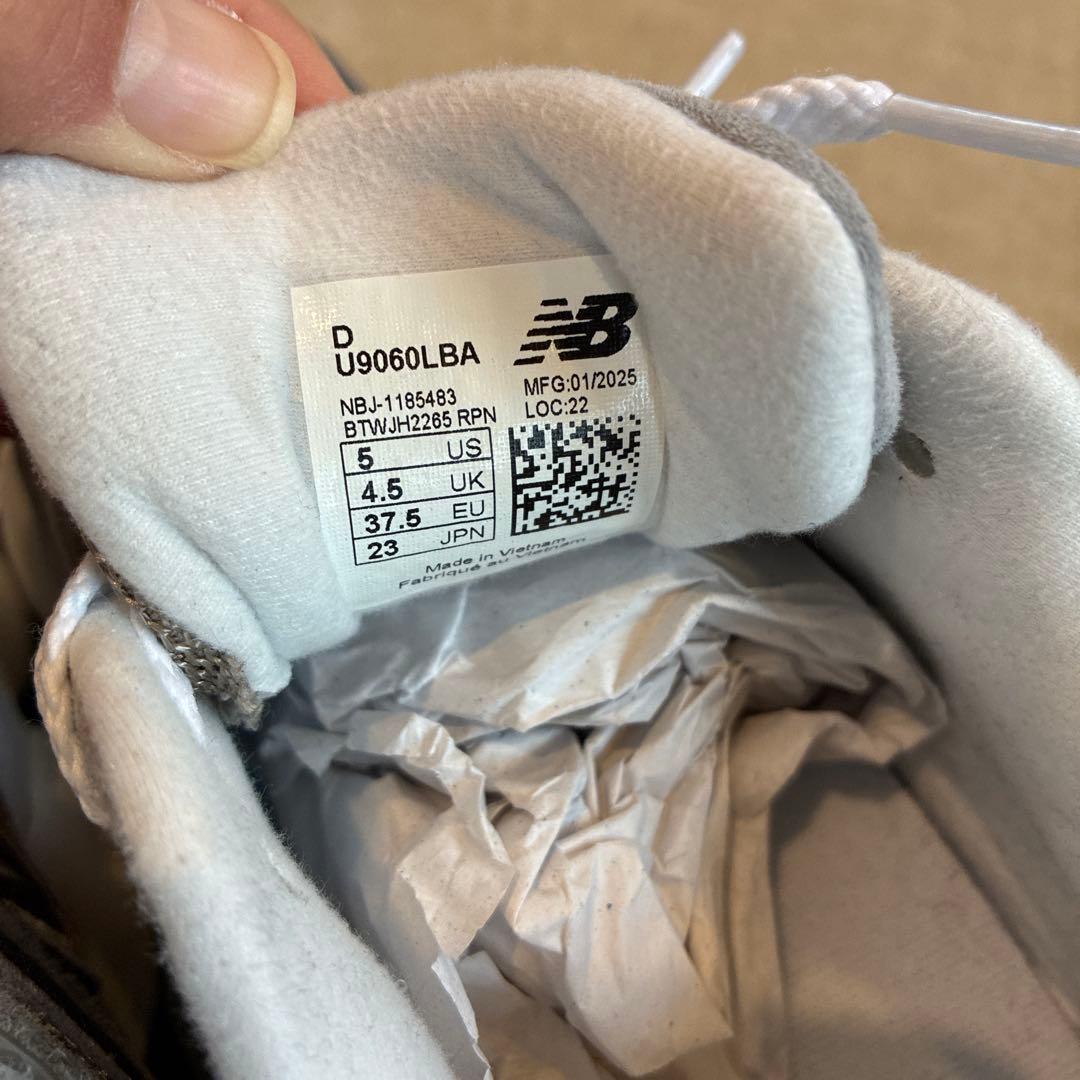 D
U9060LBA
NB
NBJ-1185483
BTWJH2265 RPN
MFG:01/2025
LOC:22
5 US
4.5 UK
37.5 EU
23 JPN
Made in Vietnam
Fabriqué au Vietnam